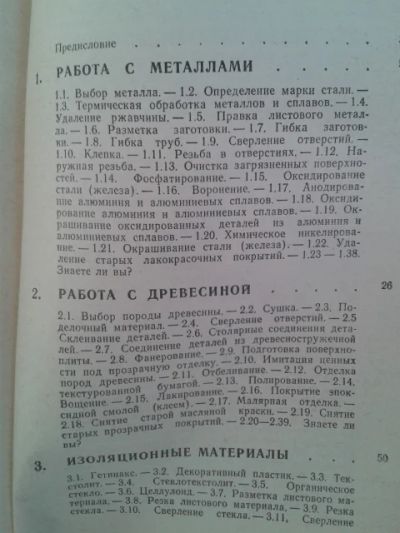 Предисловие
1. РАБОТА С МЕТАЛЛАМИ
1.1. Выбор металла. — 1.2. Определение марки стали. —
1.3. Термическая обработка металлов и сплавов. — 1.4.
Удаление ржавчины. — 1.5. Правка листового метал-
ла. — 1.6. Разметка заготовки. — 1.7. Гибка заготов-
ки. — 1.8. Гибка труб. — 1.9. Сверление отверстий. —
1.10. Клепка. — 1.11. Резьба в отверстиях. — 1.12. На-
ружная резьба. — 1.13. Очистка загрязненных поверхнос-
тей. — 1.14. Фосфатирование. — 1.15. Оксидирование
стали (железа). — 1.16. Воронение. — 1.17. Анодирова-
ние алюминия и алюминиевых сплавов. — 1.18. Оксиди-
рование алюминия и алюминиевых сплавов. — 1.19. Ок-
рашивание оксидированных деталей из алюминия и
алюминиевых сплавов. — 1.20. Химическое никелирова-
ние. — 1.21. Окрашивание стали (железа). — 1.22. Уда-
ление старых лакокрасочных покрытий. — 1.23 — 1.38.
Знаете ли вы?
2. РАБОТА С ДРЕВЕСИНОЙ 26
2.1. Выбор породы древесины. — 2.2. Сушка. — 2.3. По-
делочный материал. — 2.4. Сверление отверстий. — 2.5
Склеивание деталей. — 2.6. Столярные соединения дета-
лей. — 2.7. Соединение деталей из древесностружечной
плиты. — 2.8. Фанерование. — 2.9. Подготовка поверхно-
сти под прозрачную отделку. — 2.10. Имитация ценных
пород древесины. — 2.11. Отбеливание. — 2.12. Отделка
текстурованной бумагой. — 2.13. Полирование. — 2.14.
Вощение. — 2.15. Лакирование. — 2.16. Покрытие эпок-
сидной смолой (клеем). — 2.17. Малярная отделка. —
2.18. Снятие старой масляной краски. — 2.19. Снятие
старых прозрачных покрытий. — 2.20—2.39. Знаете ли
вы?
3. ИЗОЛЯЦИОННЫЕ МАТЕРИАЛЫ 50
3.1. Гетинакс. — 3.2. Декоративный пластик. — 3.3. Тек-
столит. — 3.4. Стеклотекстолит. — 3.5. Органическое
стекло. — 3.6. Целлулоид. — 3.7. Разметка листового ма-
териала. — 3.8. Резка листового материала. — 3.9. Резка
стекла. — 3.10. Сверление стекла. — 3.11. Сверление